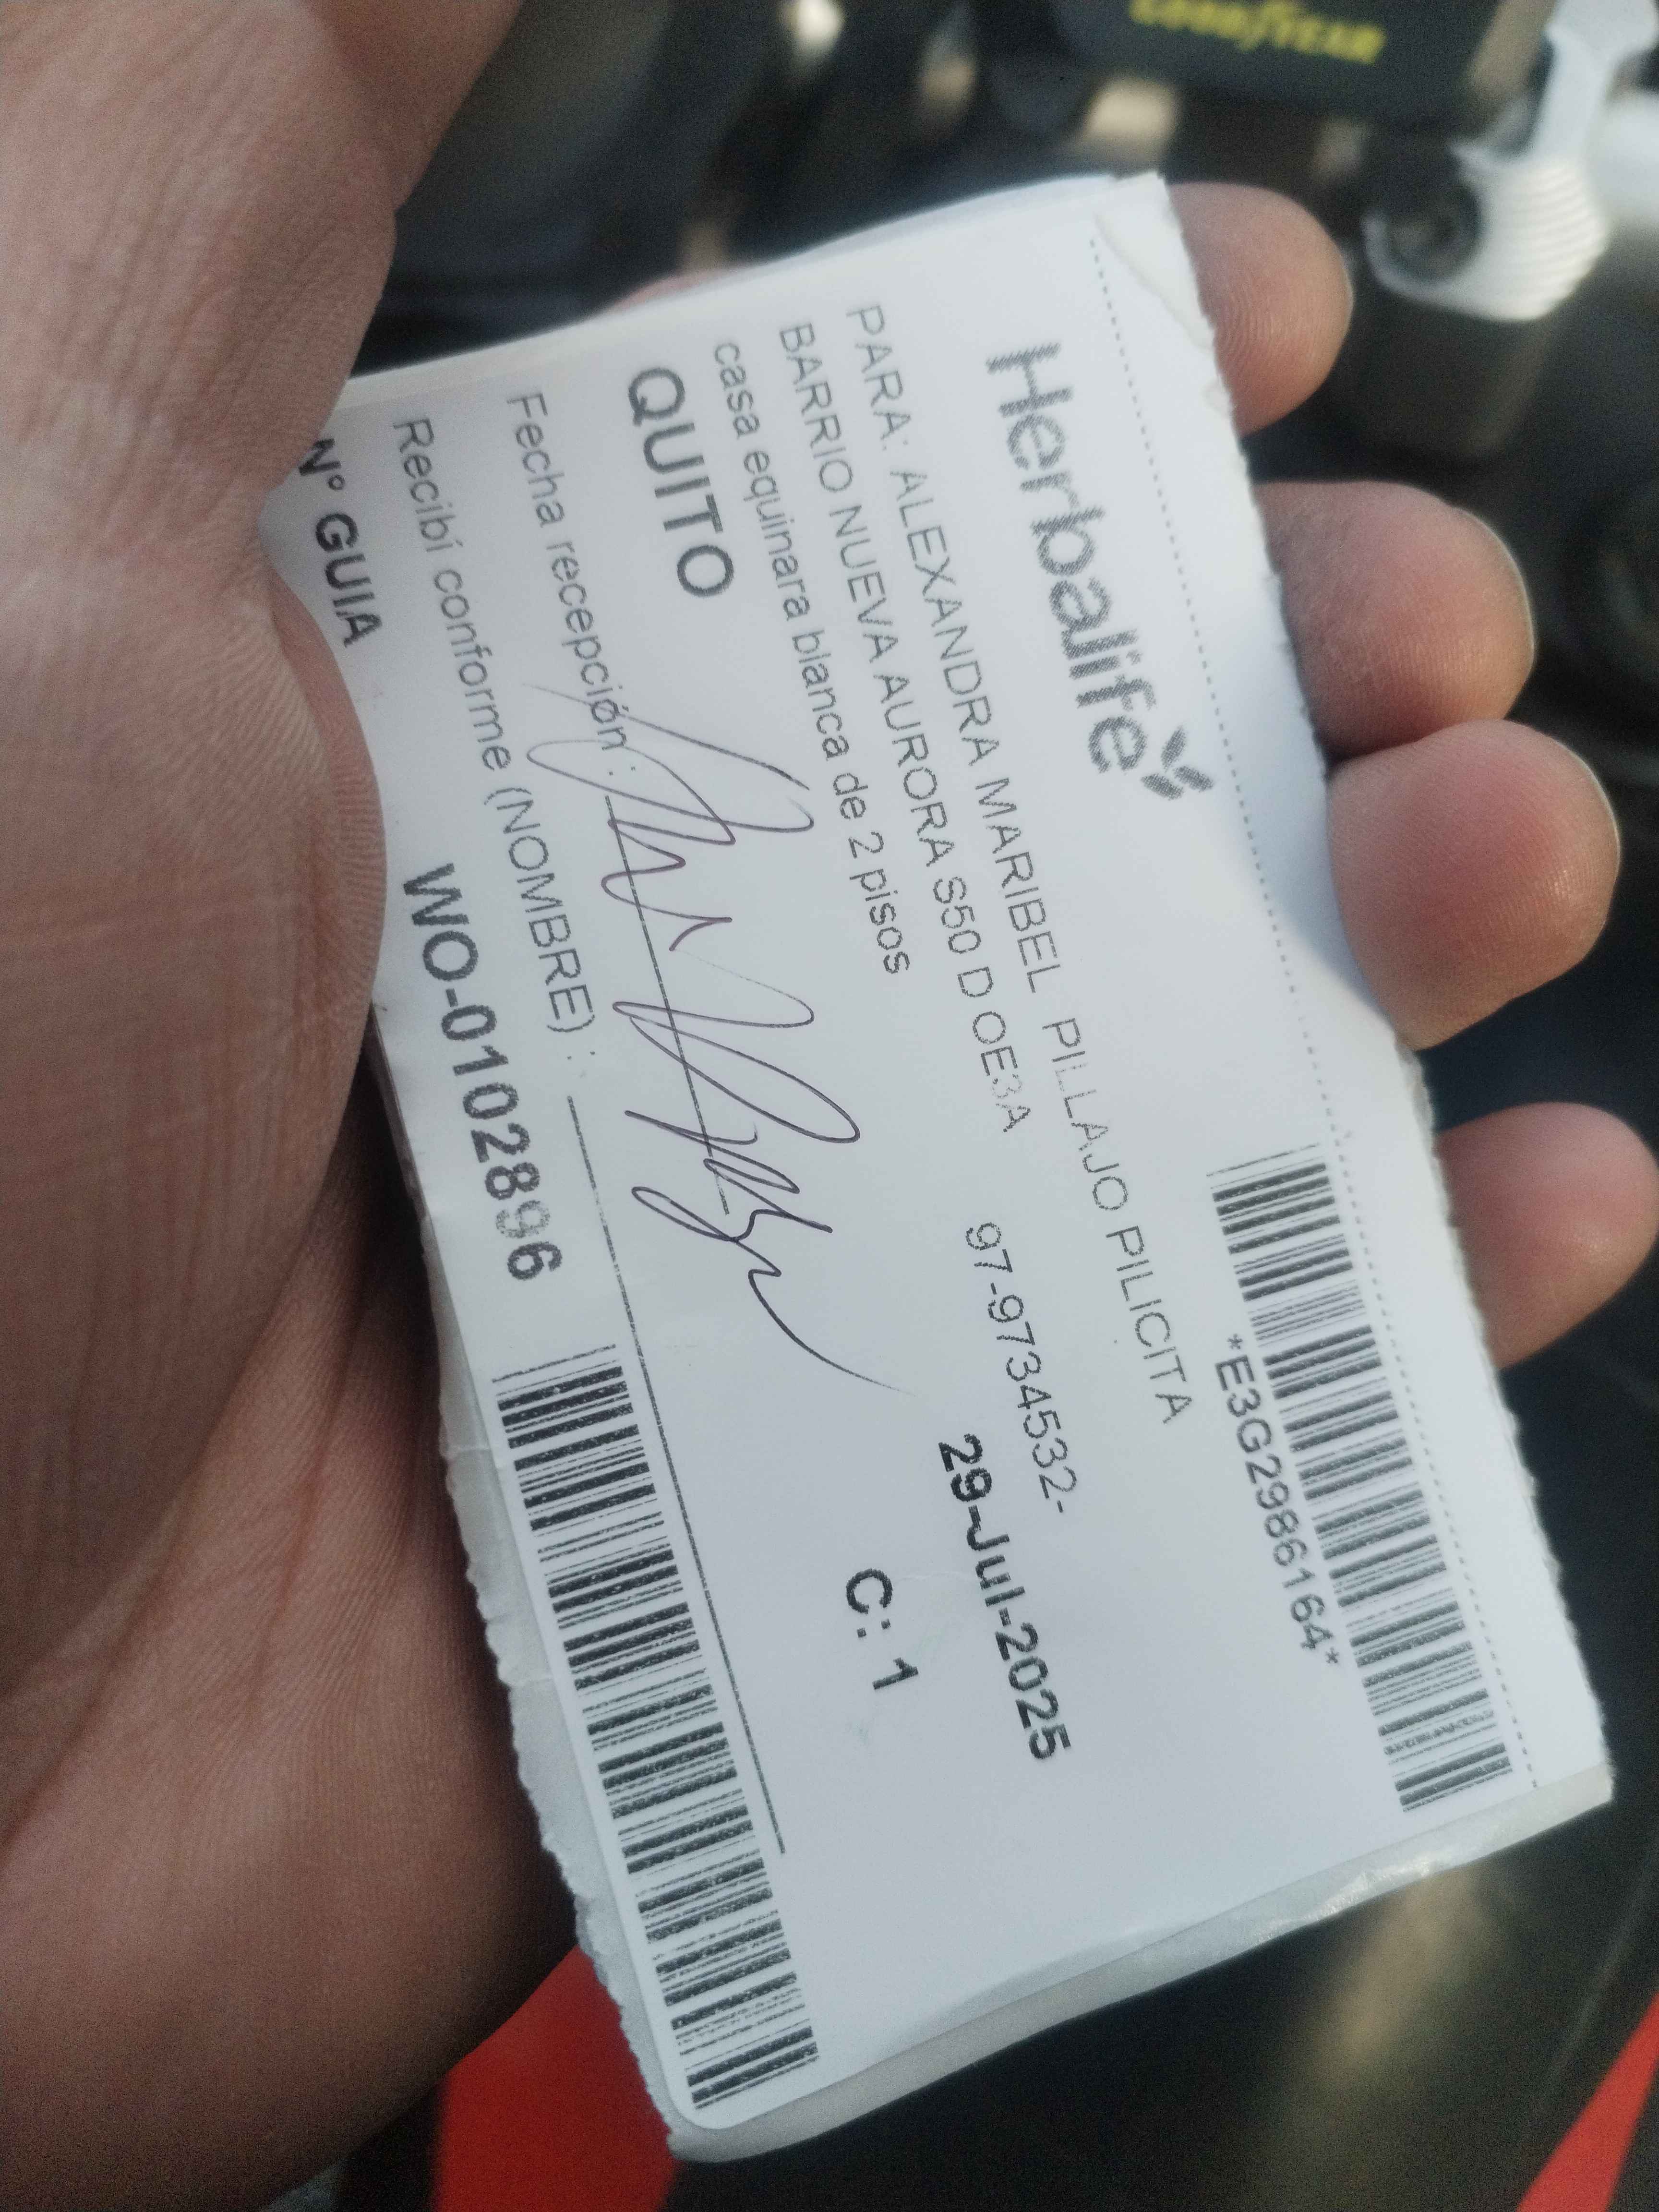 GOODYEAR
Herbalife
*E3G2986164*
PARA: ALEXANDRA MARIBEL PILLAJO PILICITA
BARRIO NUEVA AURORA S50 D OE3A 97-9734532-
casa equinara blanca de 2 pisos 29-Jul-2025
QUITO C: 1
Fecha recepción :
Recibí conforme (NOMBRE) :
N° GUIA WO-0102896